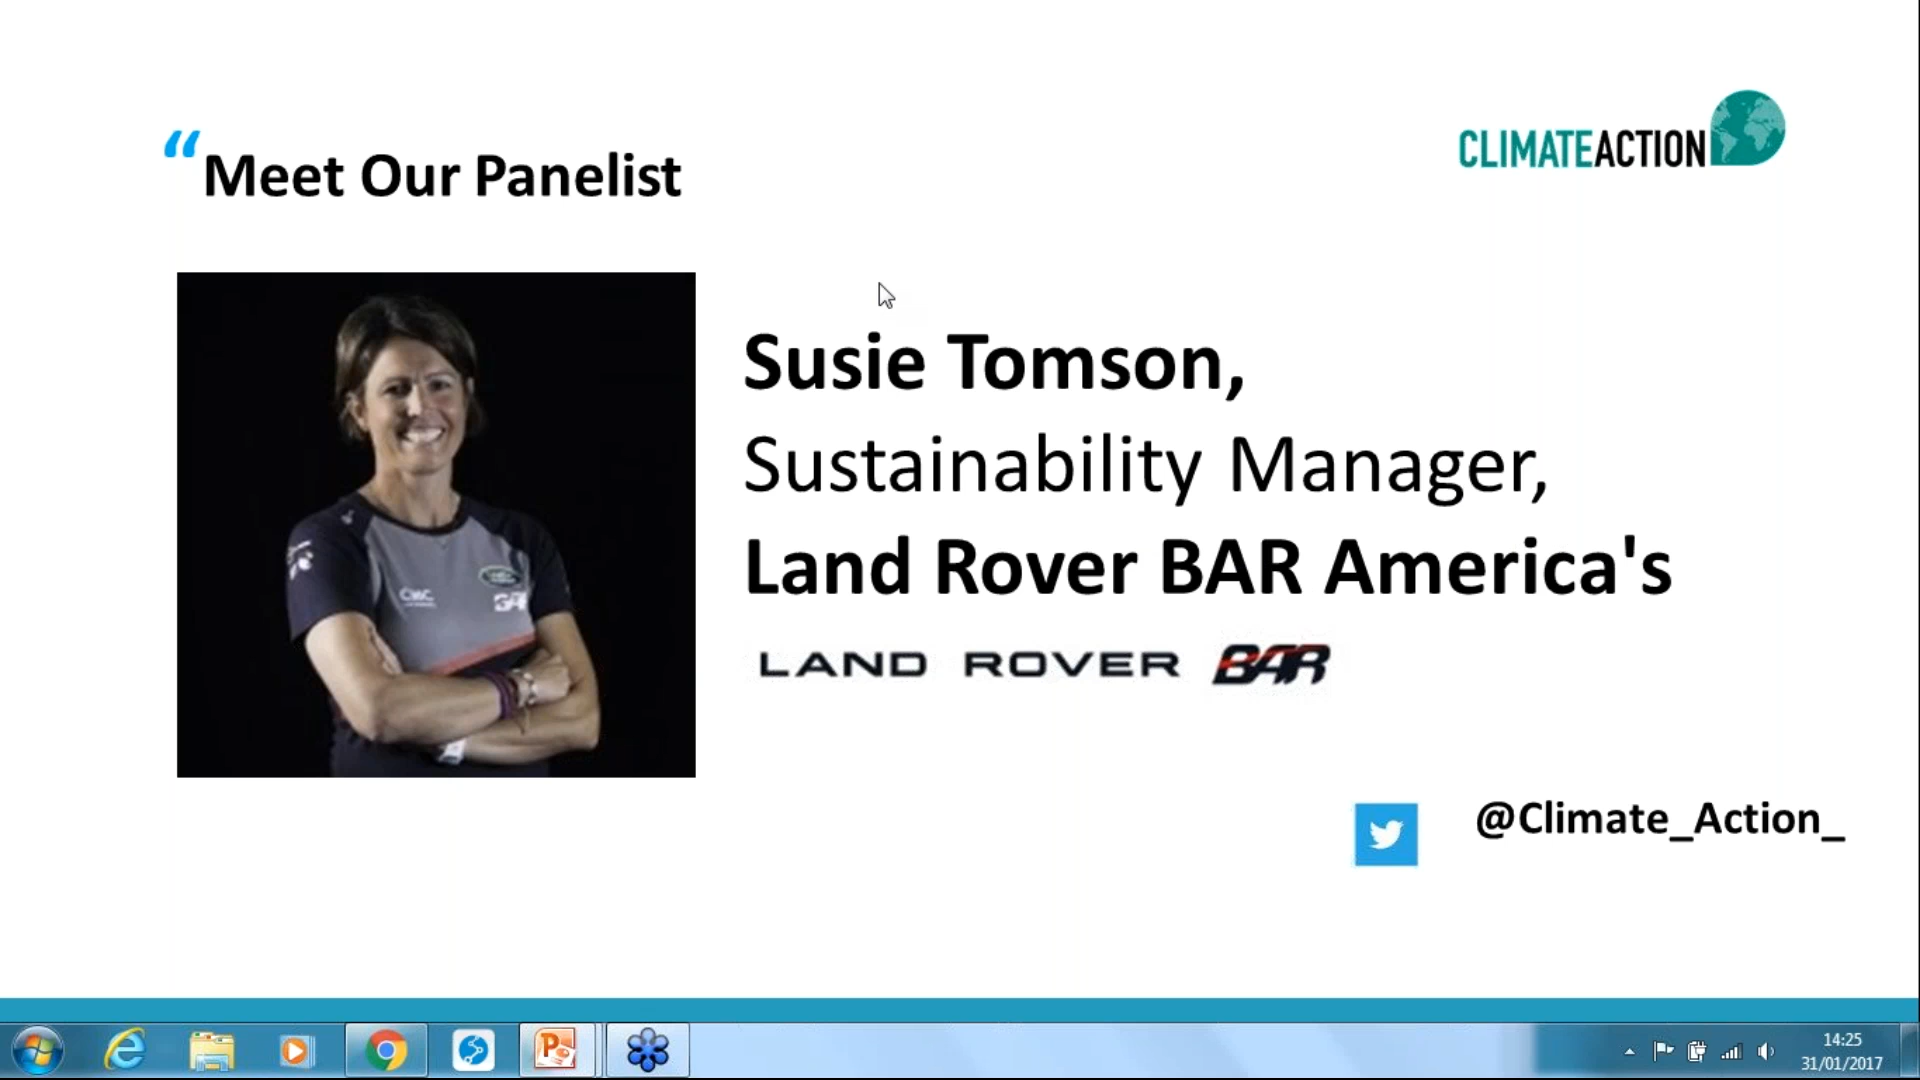 “Meet Our Panelist
CLIMATEACTION
Susie Tomson,
Sustainability Manager,
Land Rover BAR America's
LAND ROVER BAR
@Climate_Action_
14:25
31/01/2017